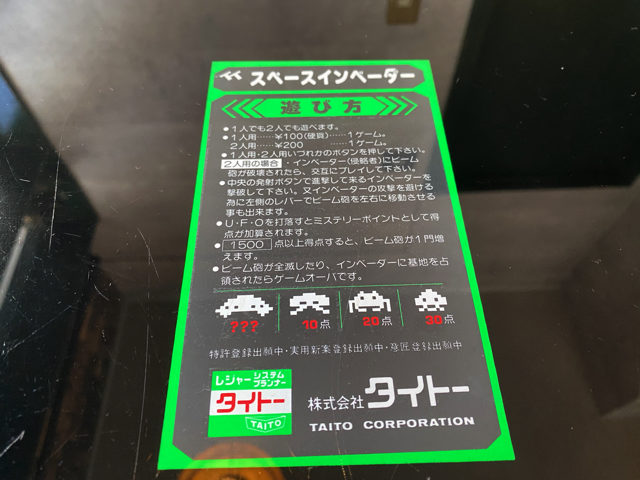 スペースインベーダー
遊び方
●1人でも2人でも遊べます。
●1人用……¥100(硬貨)……1ゲーム。
2人用……¥200 ……1ゲーム。
●1人用・2人用いづれかのボタンを押して下さい。
2人用の場合・インベーダー(侵略者)にビーム
砲が破壊されたら、交互にプレイして下さい。
●中央の発射ボタンで進撃して来るインベーダーを
撃破して下さい。又インベーダーの攻撃を避ける
為に左側のレバーでビーム砲を右右に移動させる
事も出来ます。
●U・F・Oを打落すとミステリーポイントとして得
点が加算されます。
●1500点以上得点すると、ビーム砲が1門増
えます。
●ビーム砲が全滅したり、インベーダーに基地を占
領されたらゲームオーバです。
??? 10点 20点 30点
特許登録出願中・実用新案登録出願中・意匠登録出願中
レジャーシステムプランナー
タイトー
TAITO
株式会社タイトー
TAITO CORPORATION